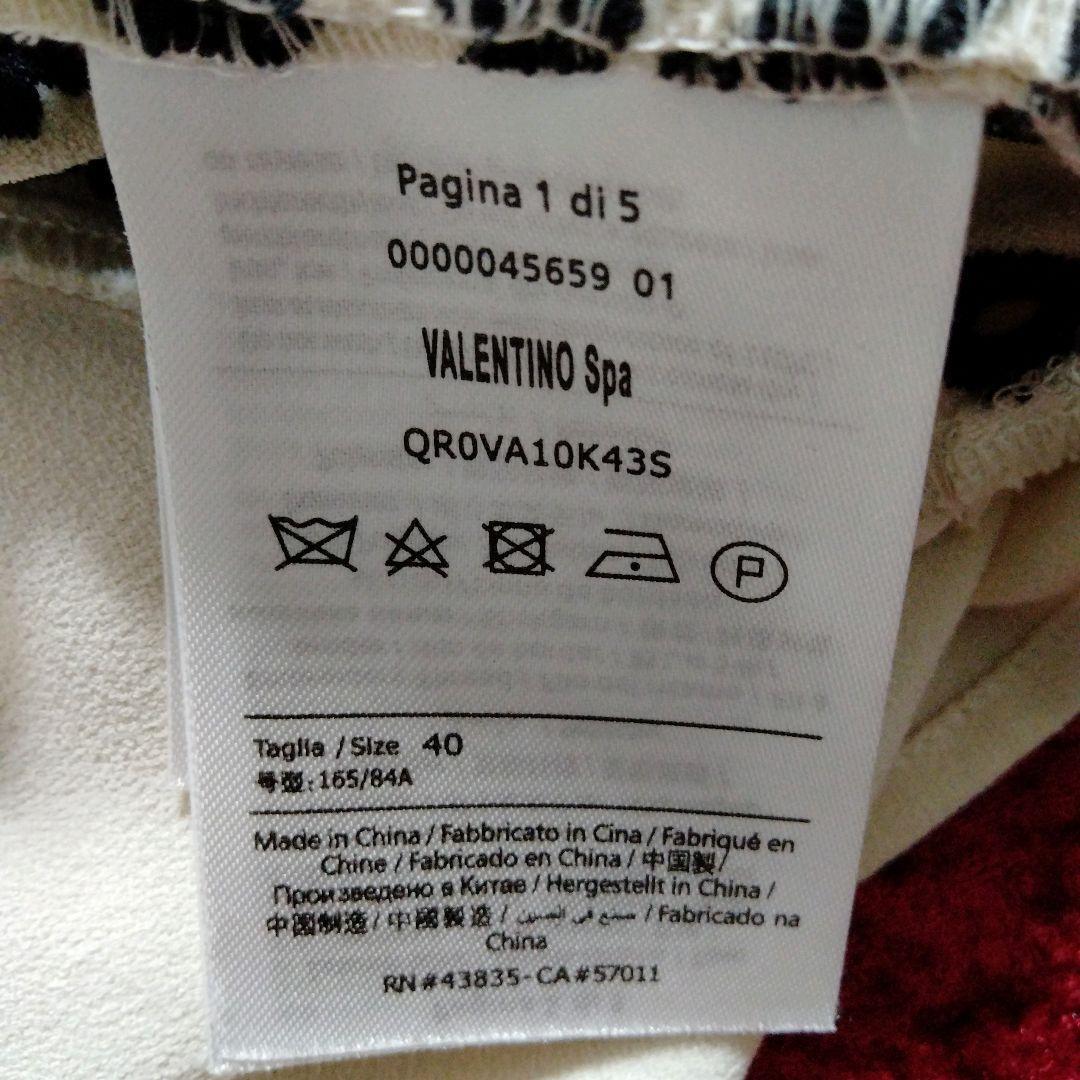 Pagina 1 di 5
0000045659 01
VALENTINO Spa
QR0VA10K43S
P
Taglia / Size 40
号型: 165/84A
Made in China / Fabbricato in Cina / Fabriqué en
Chine / Fabricado en China / 中国製 /
Произведено в Китае / Hergestellt in China /
中国制造 / 中國製造 / صنع في الصين / Fabricado na
China
RN#43835-CA#57011